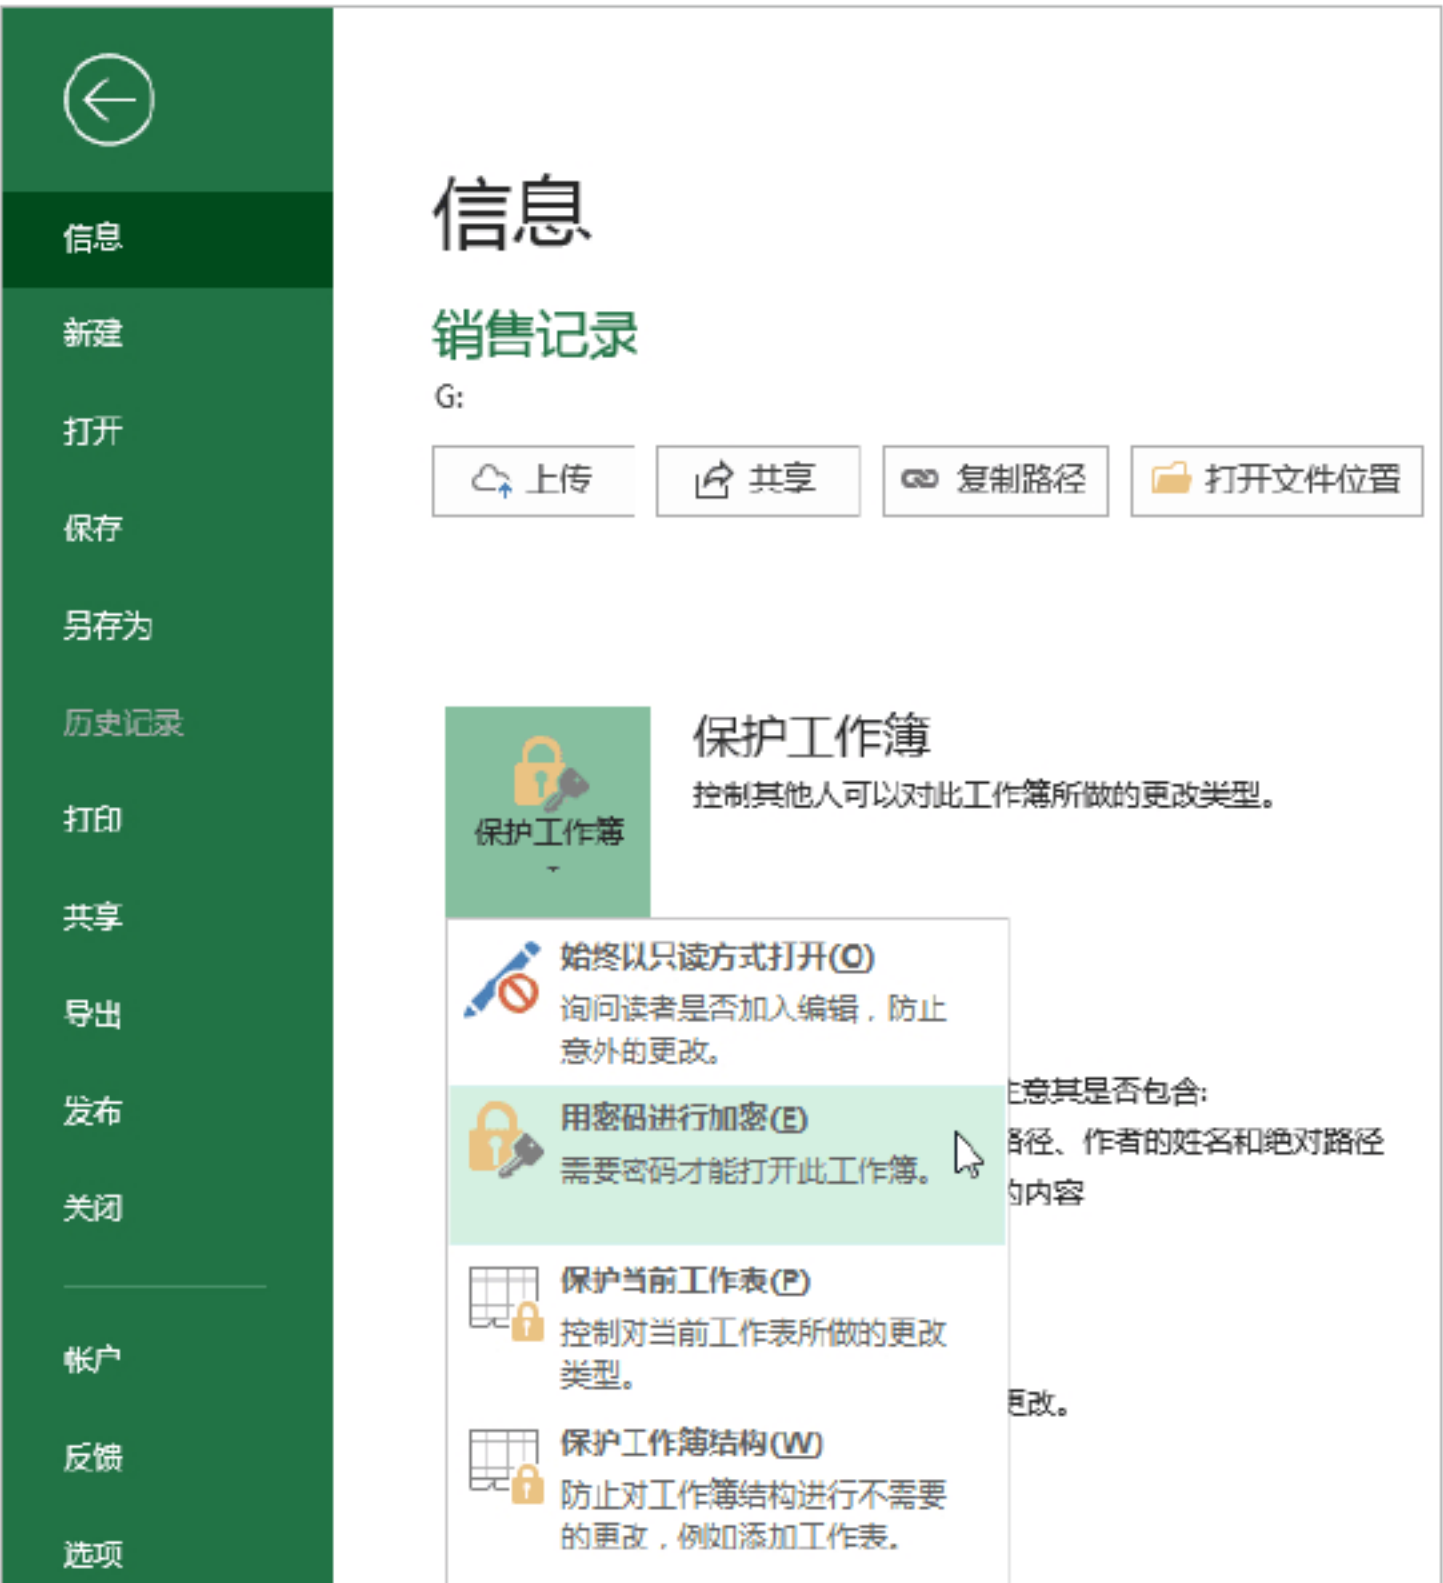 信息
新建
打开
保存
另存为
历史记录
打印
共享
导出
发布
关闭
帐户
反馈
选项
信息
销售记录
G:
上传
共享
复制路径
打开文件位置
保护工作簿
保护工作簿
控制其他人可以对此工作簿所做的更改类型。
始终以只读方式打开(O)
询问读者是否加入编辑，防止
意外的更改。
用密码进行加密(E)
需要密码才能打开此工作簿。
保护当前工作表(P)
控制对当前工作表所做的更改
类型。
保护工作簿结构(W)
防止对工作簿结构进行不需要
的更改，例如添加工作表。
意其是否包含:
径、作者的姓名和绝对路径
内容
更改。